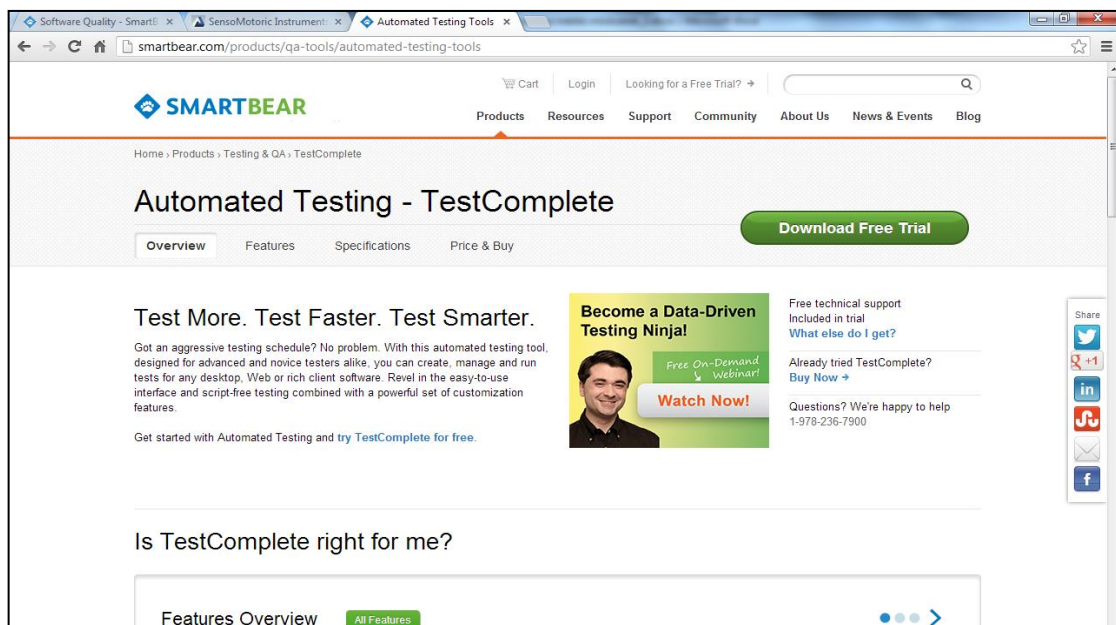 Software Quality - SmartB
SensoMotoric Instrument
Automated Testing Tools
smartbear.com/products/qa-tools/automated-testing-tools
Cart
Login
Looking for a Free Trial? →
SMARTBEAR
Products
Resources
Support
Community
About Us
News & Events
Blog
Home › Products › Testing & QA › TestComplete
Automated Testing - TestComplete
Download Free Trial
Overview
Features
Specifications
Price & Buy
Test More. Test Faster. Test Smarter.
Got an aggressive testing schedule? No problem. With this automated testing tool,
designed for advanced and novice testers alike, you can create, manage and run
tests for any desktop, Web or rich client software. Revel in the easy-to-use
interface and script-free testing combined with a powerful set of customization
features.
Get started with Automated Testing and try TestComplete for free.
Become a Data-Driven
Testing Ninja!
Free On-Demand
Webinar!
Watch Now!
Free technical support
Included in trial
What else do I get?
Already tried TestComplete?
Buy Now →
Questions? We're happy to help
1-978-236-7900
Share
g +1
in
f
Is TestComplete right for me?
Features Overview
All Features